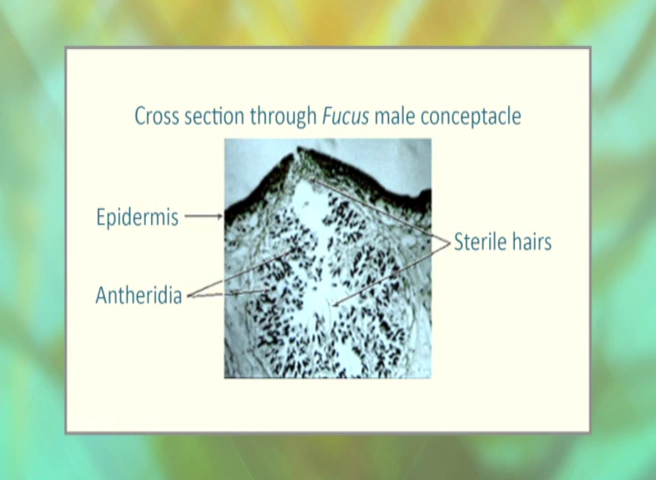 Cross section through Fucus male conceptacle
Epidermis
Sterile hairs
Antheridia